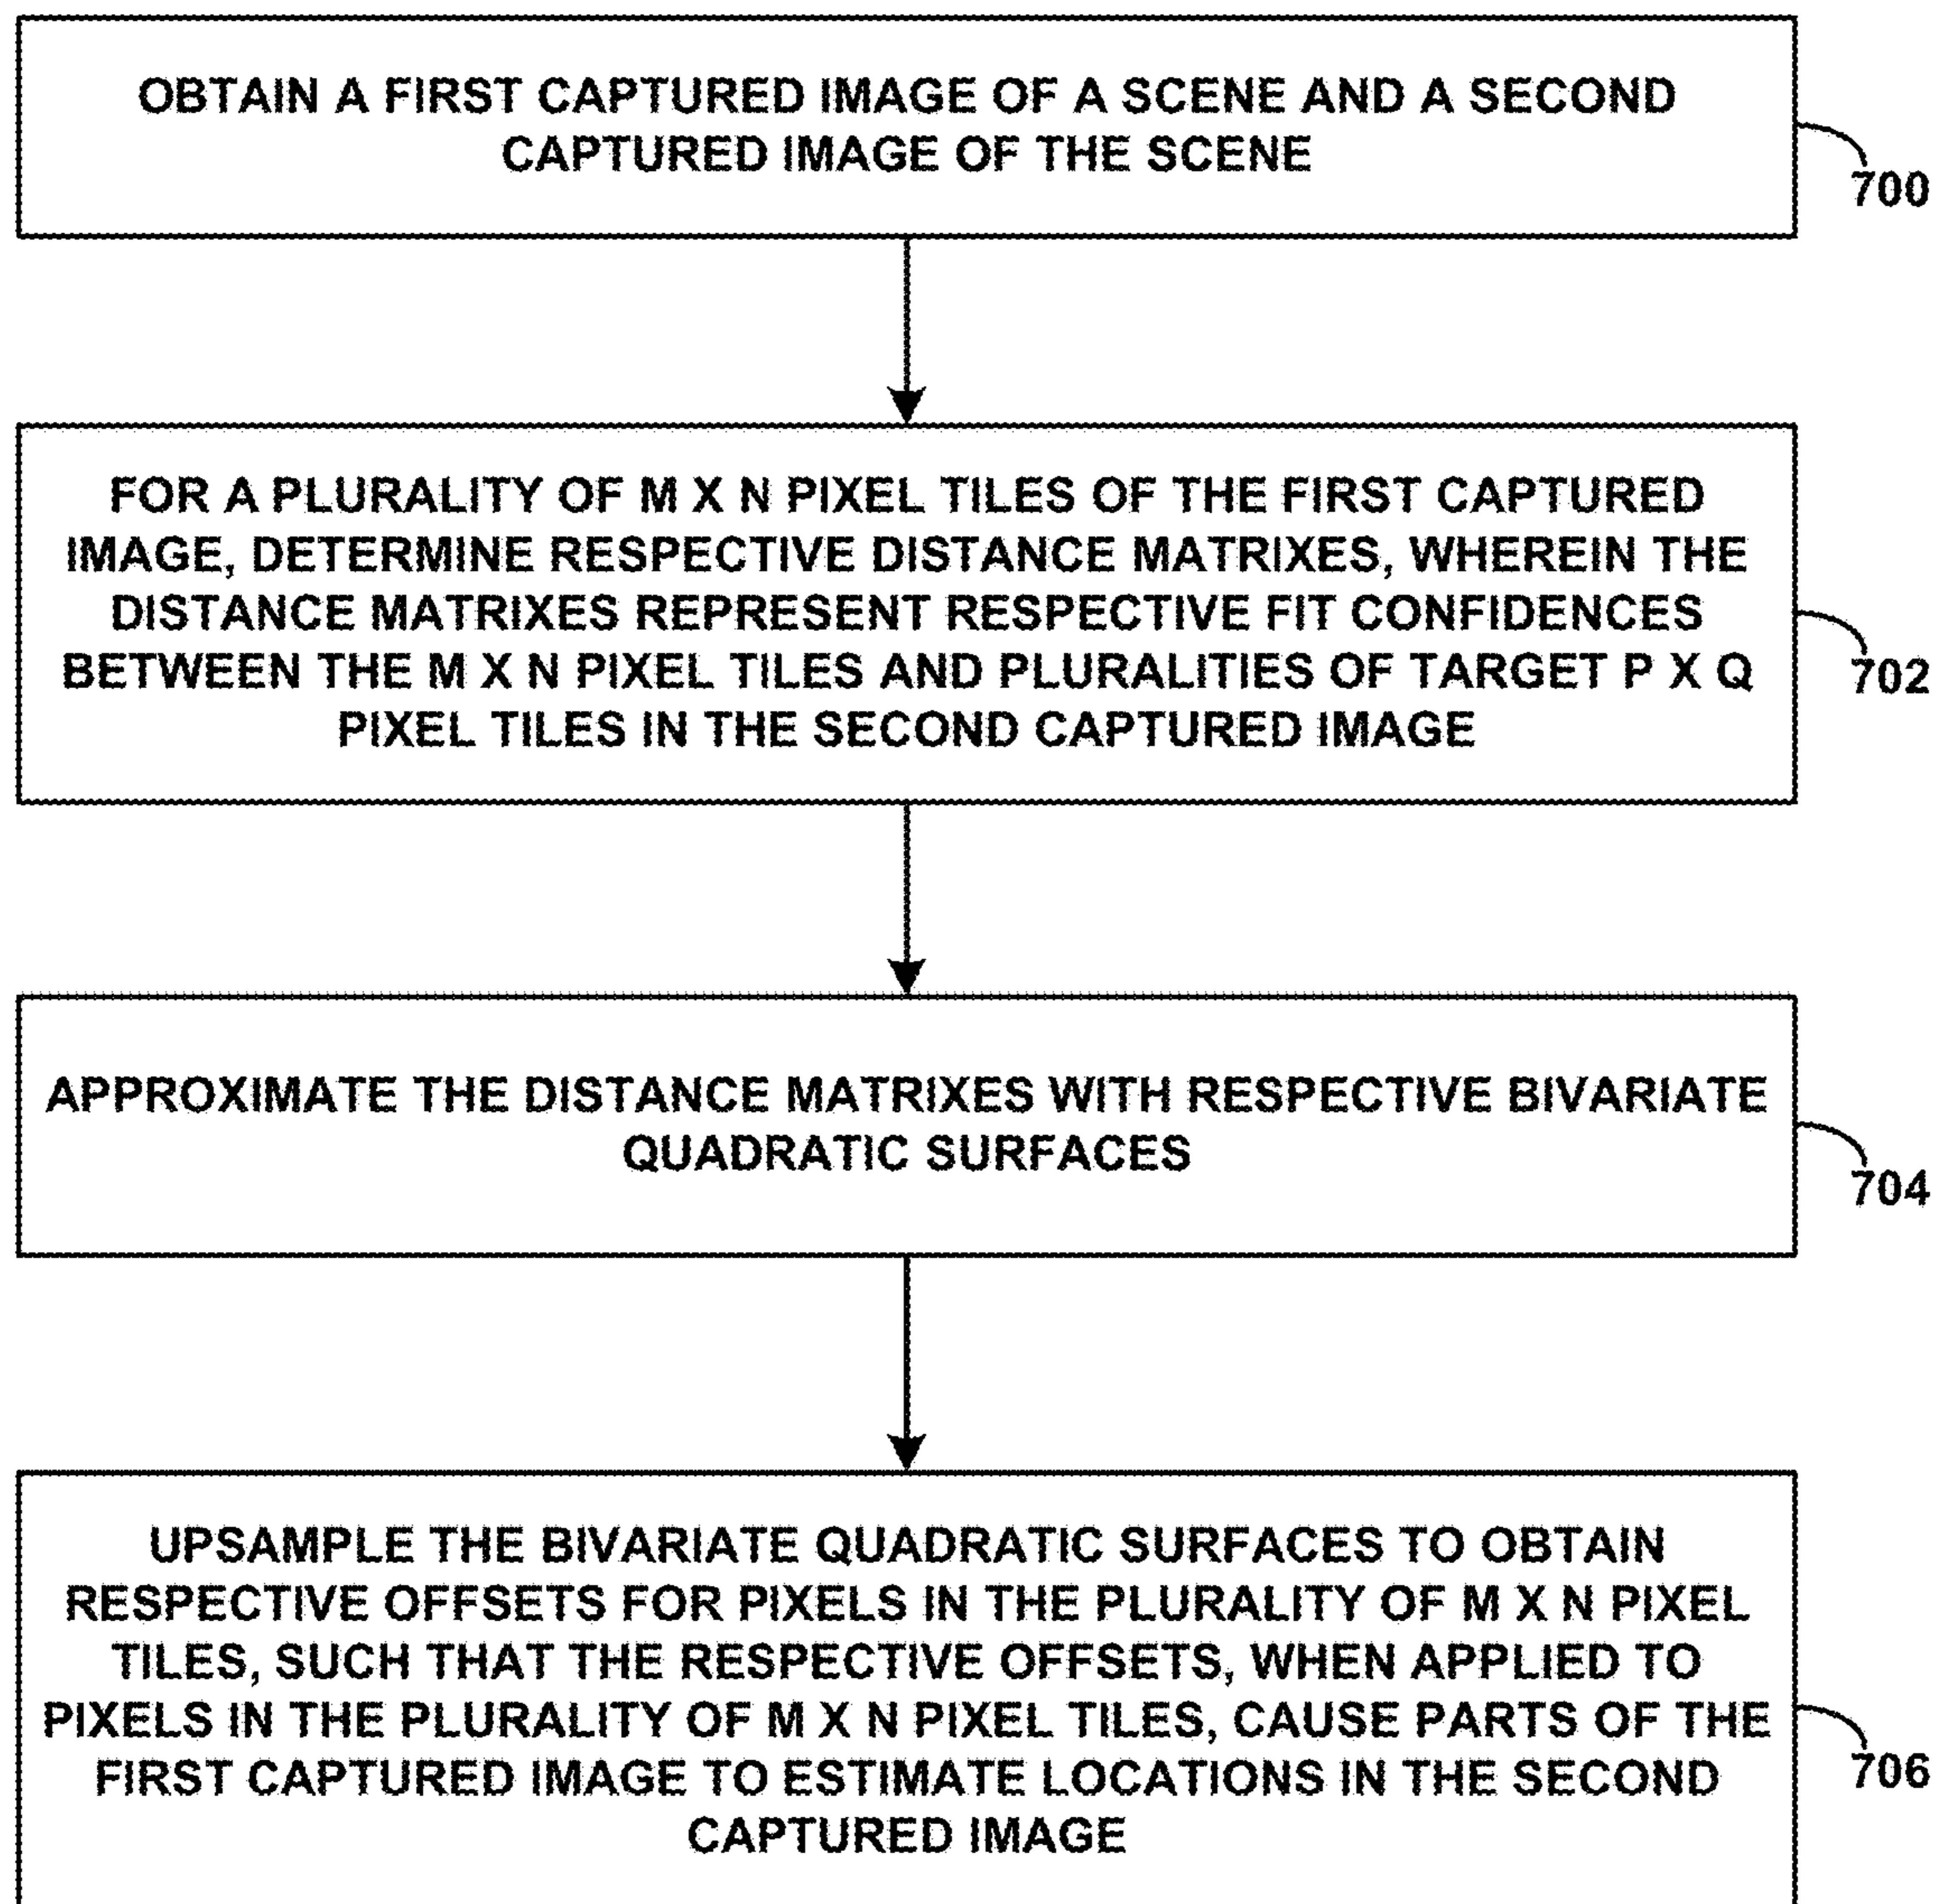 OBTAIN A FIRST CAPTURED IMAGE OF A SCENE AND A SECOND
CAPTURED IMAGE OF THE SCENE
700
FOR A PLURALITY OF M X N PIXEL TILES OF THE FIRST CAPTURED
IMAGE, DETERMINE RESPECTIVE DISTANCE MATRIXES, WHEREIN THE
DISTANCE MATRIXES REPRESENT RESPECTIVE FIT CONFIDENCES
BETWEEN THE M X N PIXEL TILES AND PLURALITIES OF TARGET P X Q
PIXEL TILES IN THE SECOND CAPTURED IMAGE
702
APPROXIMATE THE DISTANCE MATRIXES WITH RESPECTIVE BIVARIATE
QUADRATIC SURFACES
704
UPSAMPLE THE BIVARIATE QUADRATIC SURFACES TO OBTAIN
RESPECTIVE OFFSETS FOR PIXELS IN THE PLURALITY OF M X N PIXEL
TILES, SUCH THAT THE RESPECTIVE OFFSETS, WHEN APPLIED TO
PIXELS IN THE PLURALITY OF M X N PIXEL TILES, CAUSE PARTS OF THE
FIRST CAPTURED IMAGE TO ESTIMATE LOCATIONS IN THE SECOND
CAPTURED IMAGE
706